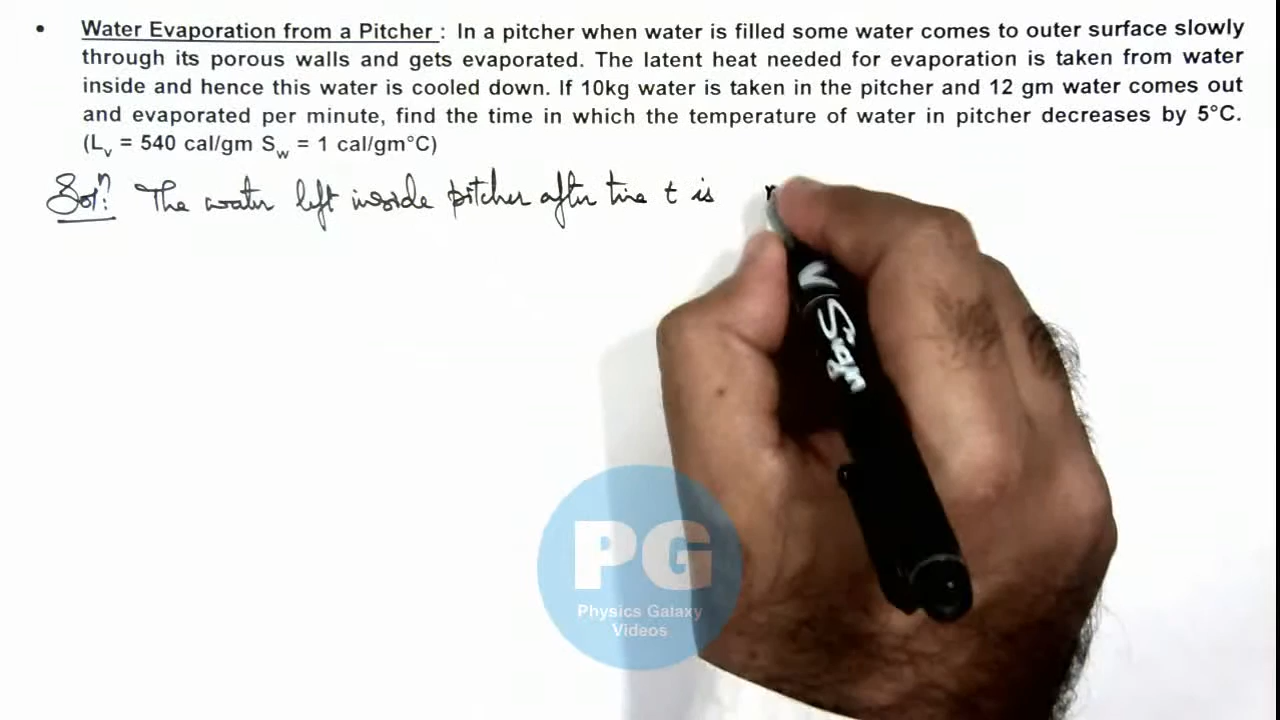 • Water Evaporation from a Pitcher : In a pitcher when water is filled some water comes to outer surface slowly
through its porous walls and gets evaporated. The latent heat needed for evaporation is taken from water
inside and hence this water is cooled down. If 10kg water is taken in the pitcher and 12 gm water comes out
and evaporated per minute, find the time in which the temperature of water in pitcher decreases by 5°C.
(Lv = 540 cal/gm Sw = 1 cal/gm°C)
Solⁿ: The water left inside pitcher after time t is
V Sign
PG
Physics Galaxy
Videos